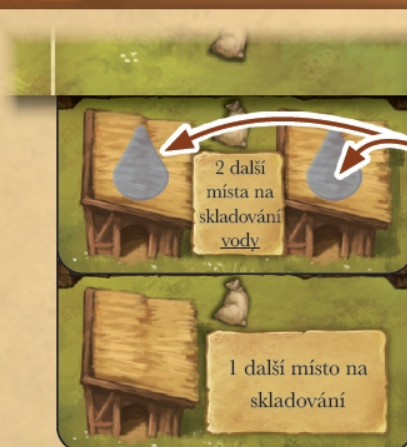 2 další
místa na
skladování
vody
1 další místo na
skladování